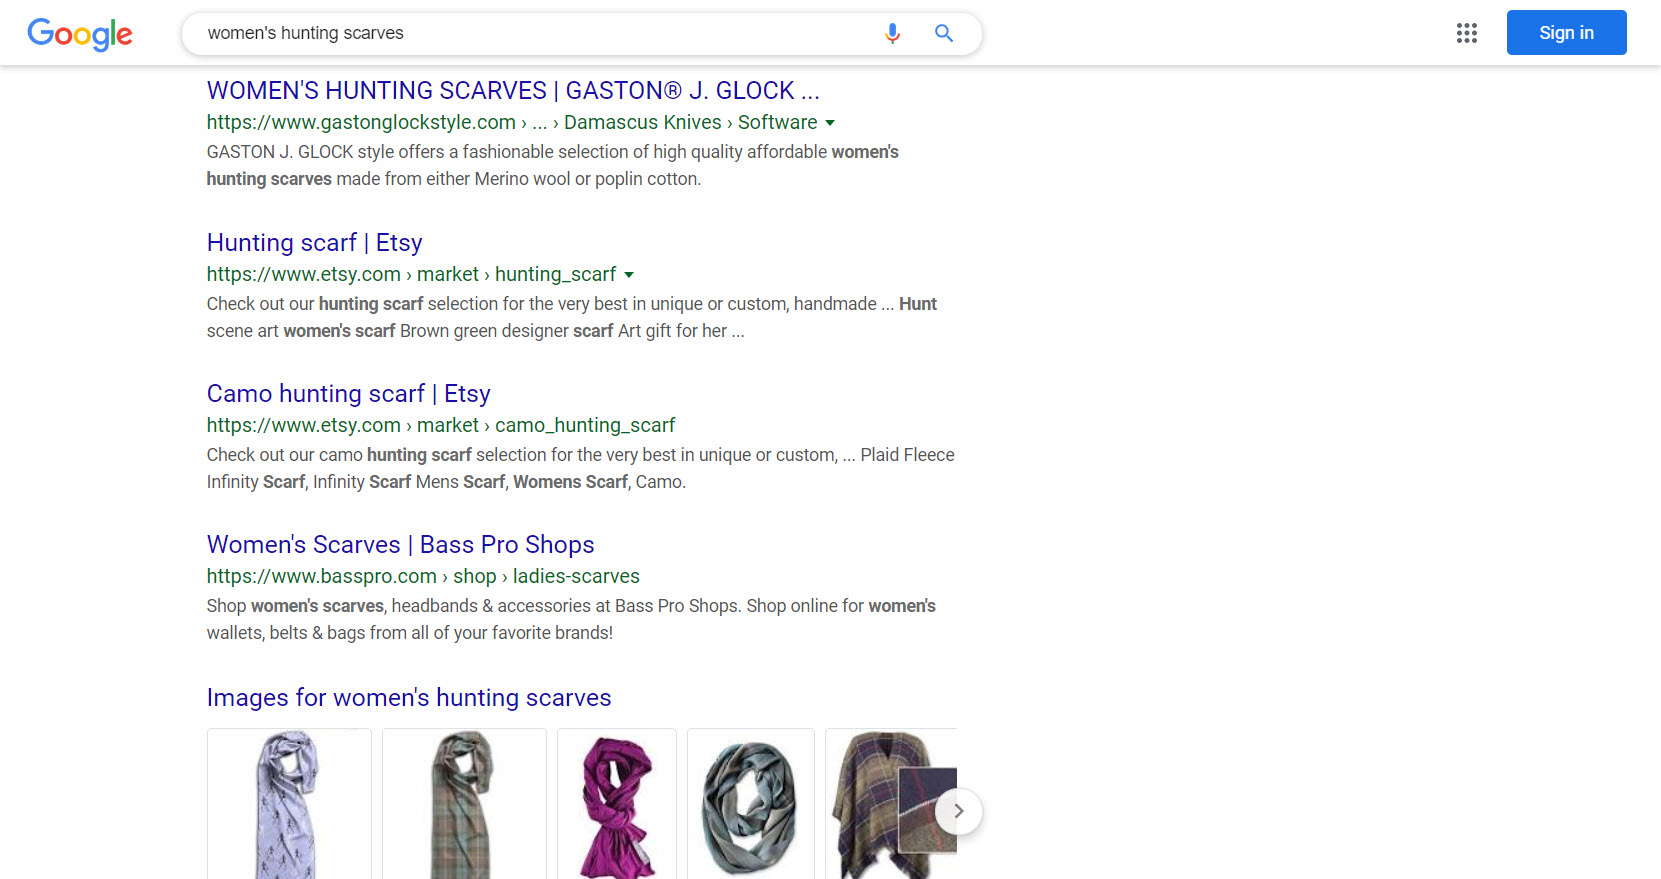 Google
women's hunting scarves
Sign in
WOMEN'S HUNTING SCARVES | GASTON® J. GLOCK ...
https://www.gastonglockstyle.com › ... › Damascus Knives › Software
GASTON J. GLOCK style offers a fashionable selection of high quality affordable women's
hunting scarves made from either Merino wool or poplin cotton.
Hunting scarf | Etsy
https://www.etsy.com › market › hunting_scarf
Check out our hunting scarf selection for the very best in unique or custom, handmade ... Hunt
scene art women's scarf Brown green designer scarf Art gift for her ...
Camo hunting scarf | Etsy
https://www.etsy.com › market › camo_hunting_scarf
Check out our camo hunting scarf selection for the very best in unique or custom, ... Plaid Fleece
Infinity Scarf, Infinity Scarf Mens Scarf, Womens Scarf, Camo.
Women's Scarves | Bass Pro Shops
https://www.basspro.com › shop › ladies-scarves
Shop women's scarves, headbands & accessories at Bass Pro Shops. Shop online for women's
wallets, belts & bags from all of your favorite brands!
Images for women's hunting scarves